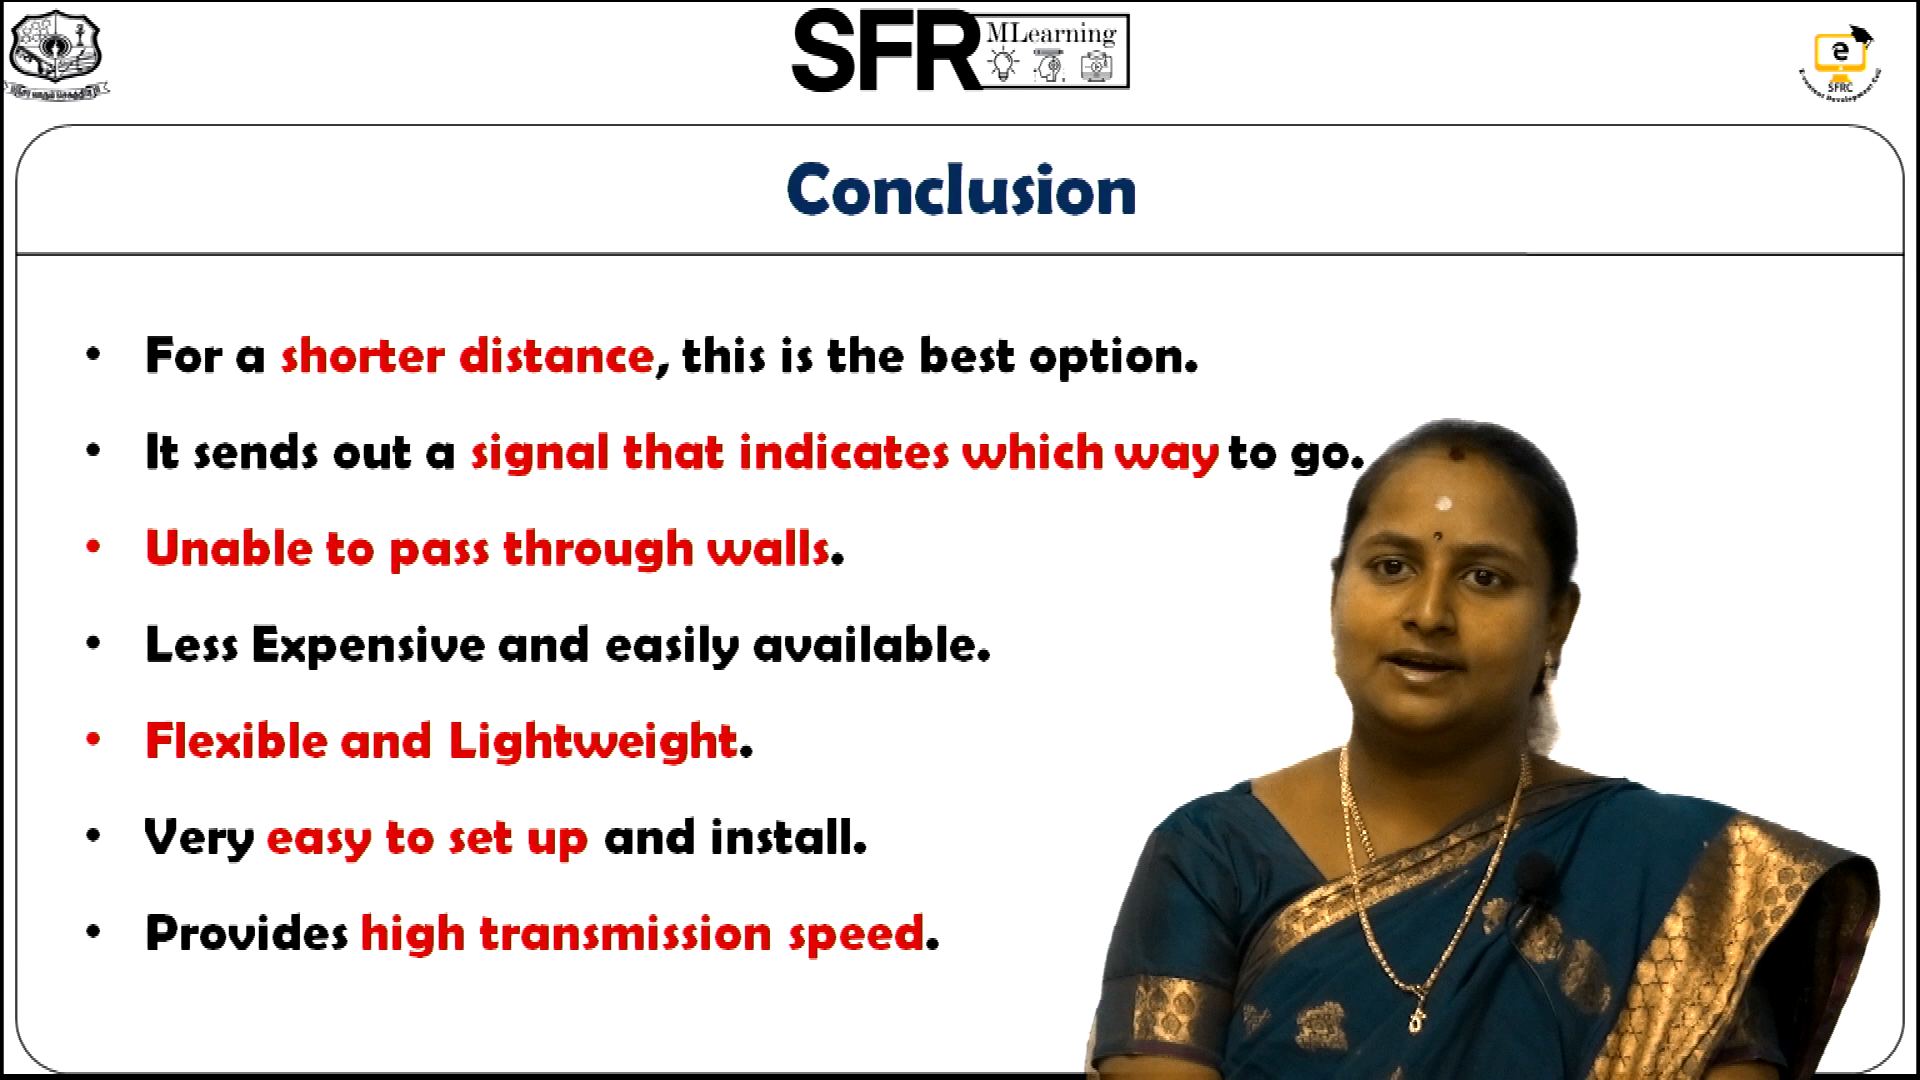 SFR MLearning
e
SFRC
Conclusion
• For a shorter distance, this is the best option.
• It sends out a signal that indicates which way to go.
• Unable to pass through walls.
• Less Expensive and easily available.
• Flexible and Lightweight.
• Very easy to set up and install.
• Provides high transmission speed.